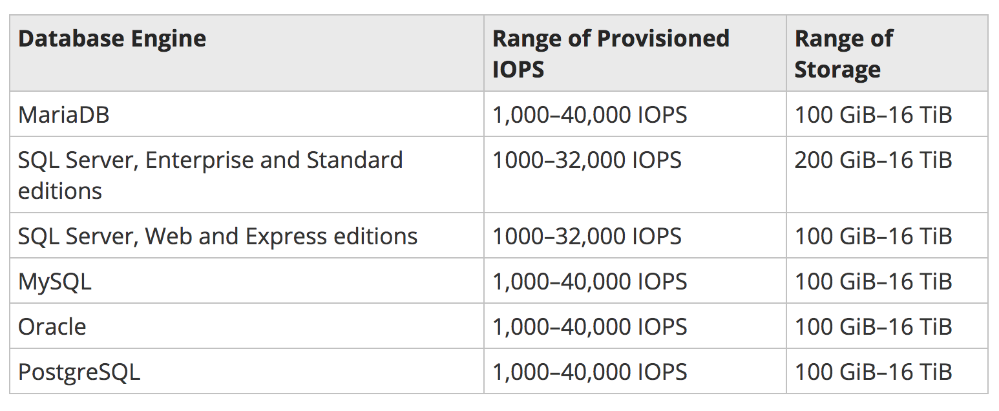 Database Engine
Range of Provisioned
IOPS
Range of
Storage
MariaDB
1,000–40,000 IOPS
100 GiB–16 TiB
SQL Server, Enterprise and Standard
editions
1000–32,000 IOPS
200 GiB–16 TiB
SQL Server, Web and Express editions
1000–32,000 IOPS
100 GiB–16 TiB
MySQL
1,000–40,000 IOPS
100 GiB–16 TiB
Oracle
1,000–40,000 IOPS
100 GiB–16 TiB
PostgreSQL
1,000–40,000 IOPS
100 GiB–16 TiB